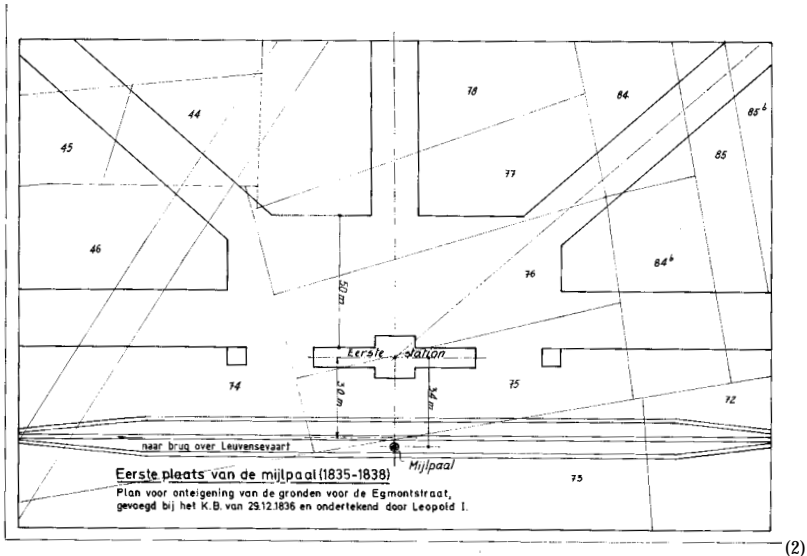 78
84
85 b
44
45
85
77
46
76
84 b
50 m
Eerste station
74
30 m
34 m
75
72
naar brug over Leuvensevaart
Mijlpaal
73
Eerste plaats van de mijlpaal (1835-1838)
Plan voor onteigening van de gronden voor de Egmontstraat,
gevoegd bij het K.B. van 29.12.1836 en ondertekend door Leopold I.
(2)